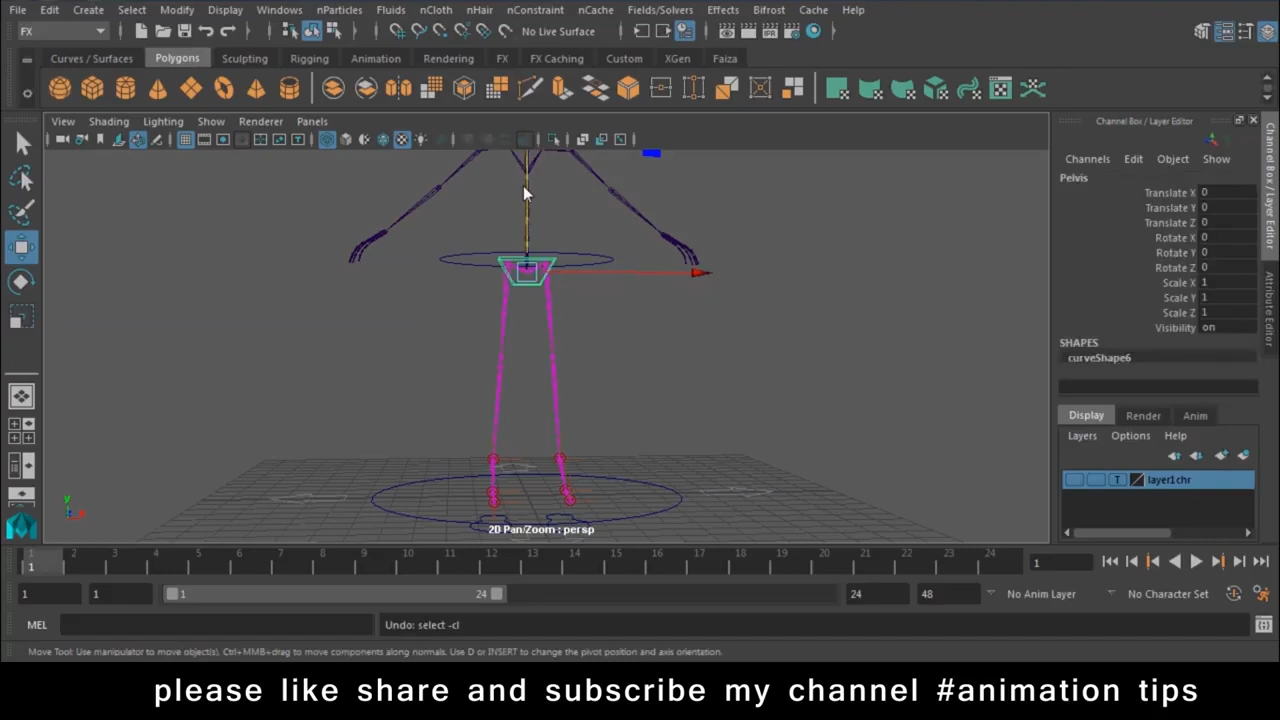 File Edit Create Select Modify Display Windows nParticles Fluids nCloth nHair nConstraint nCache Fields/Solvers Effects Bifrost Cache Help
FX No Live Surface
Curves / Surfaces Polygons Sculpting Rigging Animation Rendering FX FX Caching Custom XGen Faiza
View Shading Lighting Show Renderer Panels
Channel Box / Layer Editor
Channels Edit Object Show
Pelvis
Translate X 0
Translate Y 0
Translate Z 0
Rotate X 0
Rotate Y 0
Rotate Z 0
Scale X 1
Scale Y 1
Scale Z 1
Visibility on
SHAPES
curveShape6
Display Render Anim
Layers Options Help
T layer1chr
Channel Box / Layer Editor
Attribute Editor
y
2D Pan/Zoom : persp
1 2 3 4 5 6 7 8 9 10 11 12 13 14 15 16 17 18 19 20 21 22 23 24
1 1
1 1 1 24 24 48 No Anim Layer No Character Set
MEL Undo: select -cl
Move Tool: Use manipulator to move object(s). Ctrl+MMB+drag to move components along normals. Use D or INSERT to change the pivot position and axis orientation.
please like share and subscribe my channel #animation tips